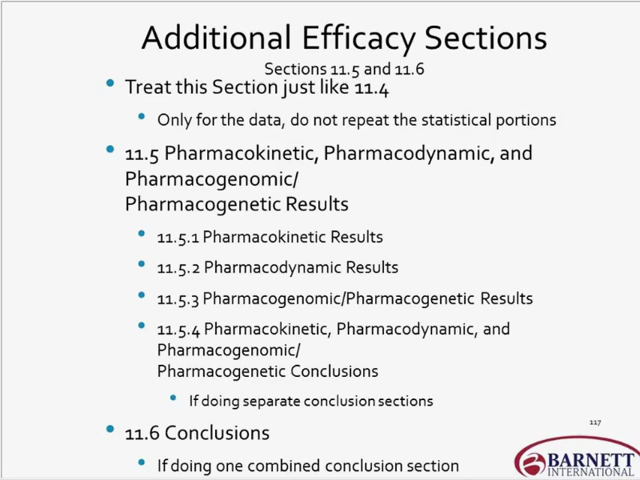 Additional Efficacy Sections
Sections 11.5 and 11.6
• Treat this Section just like 11.4
• Only for the data, do not repeat the statistical portions
• 11.5 Pharmacokinetic, Pharmacodynamic, and
Pharmacogenomic/
Pharmacogenetic Results
• 11.5.1 Pharmacokinetic Results
• 11.5.2 Pharmacodynamic Results
• 11.5.3 Pharmacogenomic/Pharmacogenetic Results
• 11.5.4 Pharmacokinetic, Pharmacodynamic, and
Pharmacogenomic/
Pharmacogenetic Conclusions
• If doing separate conclusion sections
117
• 11.6 Conclusions
• If doing one combined conclusion section
BARNETT
INTERNATIONAL